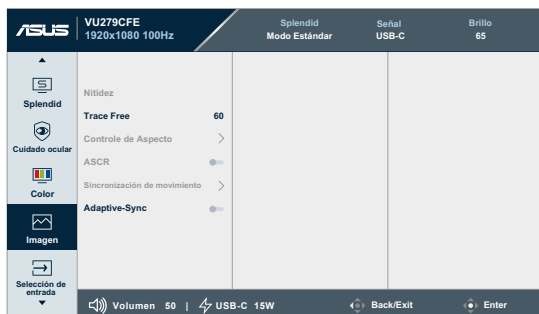 ASUS
VU279CFE
1920x1080 100Hz
Splendid
Modo Estándar
Señal
USB-C
Brillo
65
Splendid
Cuidado ocular
Color
Imagen
Selección de
entrada
Nitidez
Trace Free 60
Controle de Aspecto
ASCR
Sincronización de movimiento
Adaptive-Sync
Volumen 50 | USB-C 15W
Back/Exit
Enter